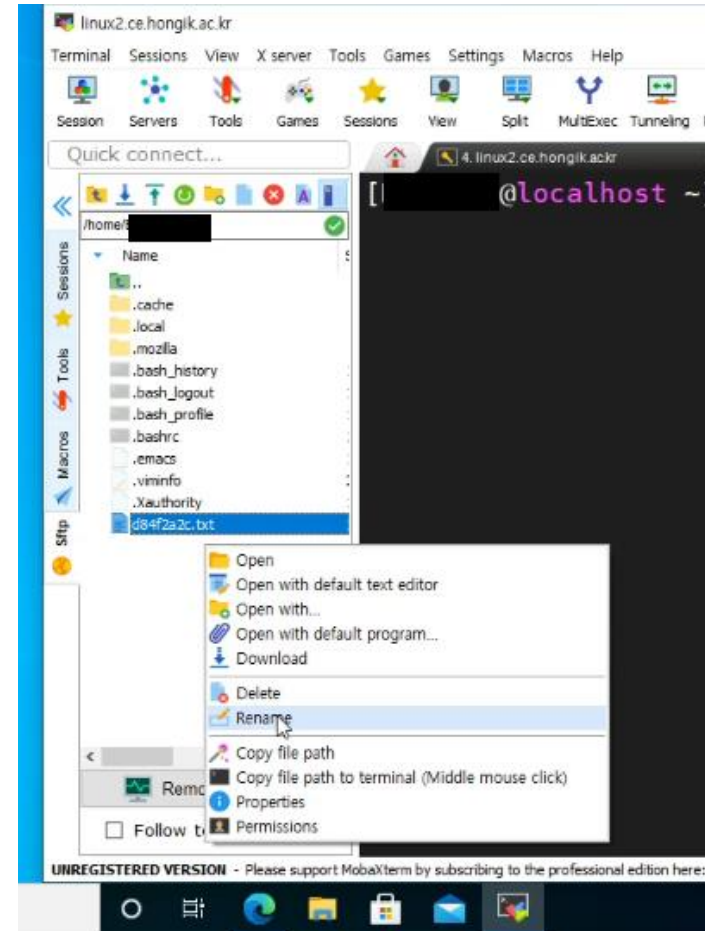 linux2.ce.hongik.ac.kr
Terminal Sessions View X server Tools Games Settings Macros Help
Session Servers Tools Games Sessions View Split MultiExec Tunneling
Quick connect...
4. linux2.ce.hongik.ac.kr
[ @localhost ~
/home/
Name
..
.cache
.local
.mozilla
.bash_history
.bash_logout
.bash_profile
.bashrc
.emacs
.viminfo
.Xauthority
d84f2a2c.txt
Sessions
Tools
Macros
Sftp
Open
Open with default text editor
Open with...
Open with default program...
Download
Delete
Rename
Copy file path
Copy file path to terminal (Middle mouse click)
Properties
Permissions
Follow
UNREGISTERED VERSION - Please support MobaXterm by subscribing to the professional edition here: